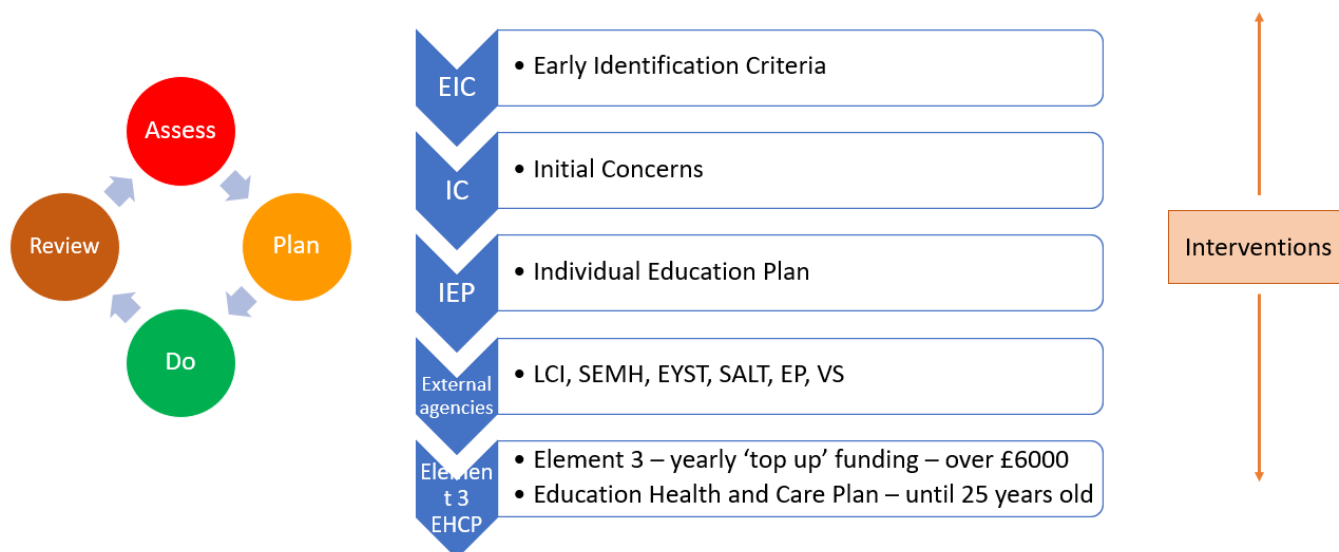 Assess
Plan
Do
Review
EIC
• Early Identification Criteria
IC
• Initial Concerns
IEP
• Individual Education Plan
External
agencies
• LCI, SEMH, EYST, SALT, EP, VS
Elemen
t 3
EHCP
• Element 3 – yearly ‘top up’ funding – over £6000
• Education Health and Care Plan – until 25 years old
Interventions